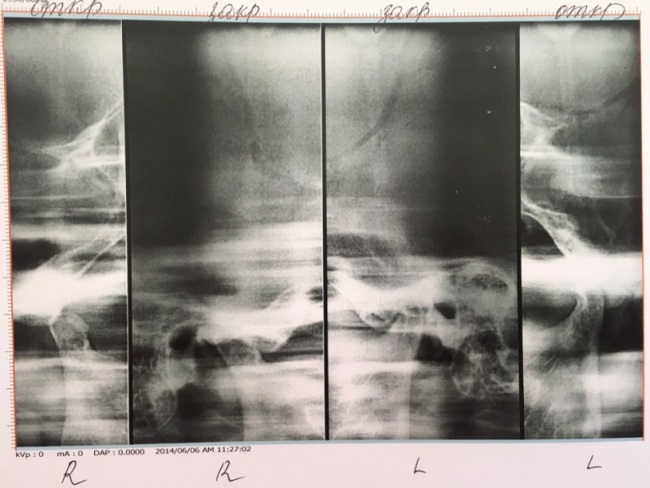 откр закр закр откр
kVp : 0 mA : 0 DAP : 0.0000 2014/06/06 AM 11:27:02
R R L L